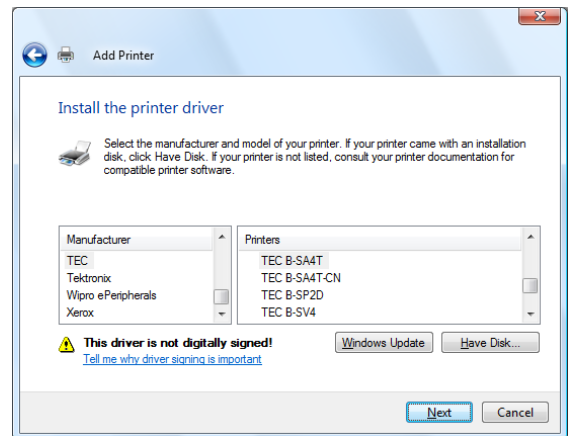 Add Printer
Install the printer driver
Select the manufacturer and model of your printer. If your printer came with an installation
disk, click Have Disk. If your printer is not listed, consult your printer documentation for
compatible printer software.
Manufacturer
TEC
Tektronix
Wipro ePeripherals
Xerox
Printers
TEC B-SA4T
TEC B-SA4T-CN
TEC B-SP2D
TEC B-SV4
This driver is not digitally signed!
Tell me why driver signing is important
Windows Update
Have Disk...
Next
Cancel